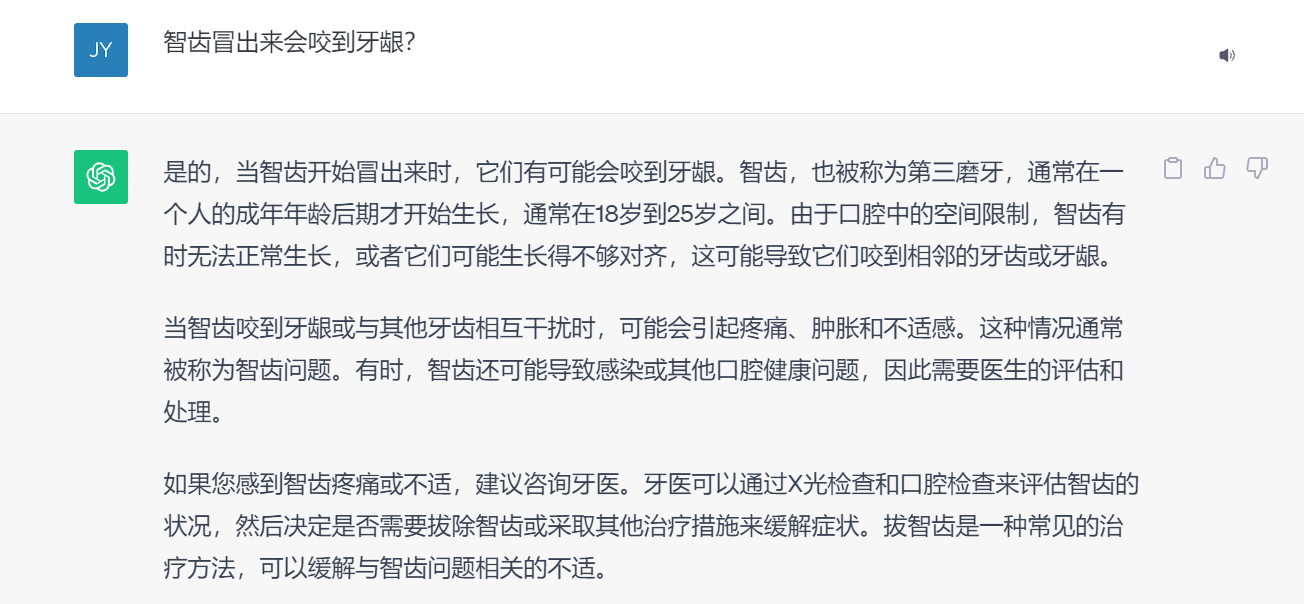 JY
智齿冒出来会咬到牙龈？
是的，当智齿开始冒出来时，它们有可能会咬到牙龈。智齿，也被称为第三磨牙，通常在一
个人的成年年龄后期才开始生长，通常在18岁到25岁之间。由于口腔中的空间限制，智齿有
时无法正常生长，或者它们可能生长得不够对齐，这可能导致它们咬到相邻的牙齿或牙龈。
当智齿咬到牙龈或与其他牙齿相互干扰时，可能会引起疼痛、肿胀和不适感。这种情况通常
被称为智齿问题。有时，智齿还可能导致感染或其他口腔健康问题，因此需要医生的评估和
处理。
如果您感到智齿疼痛或不适，建议咨询牙医。牙医可以通过X光检查和口腔检查来评估智齿的
状况，然后决定是否需要拔除智齿或采取其他治疗措施来缓解症状。拔智齿是一种常见的治
疗方法，可以缓解与智齿问题相关的不适。